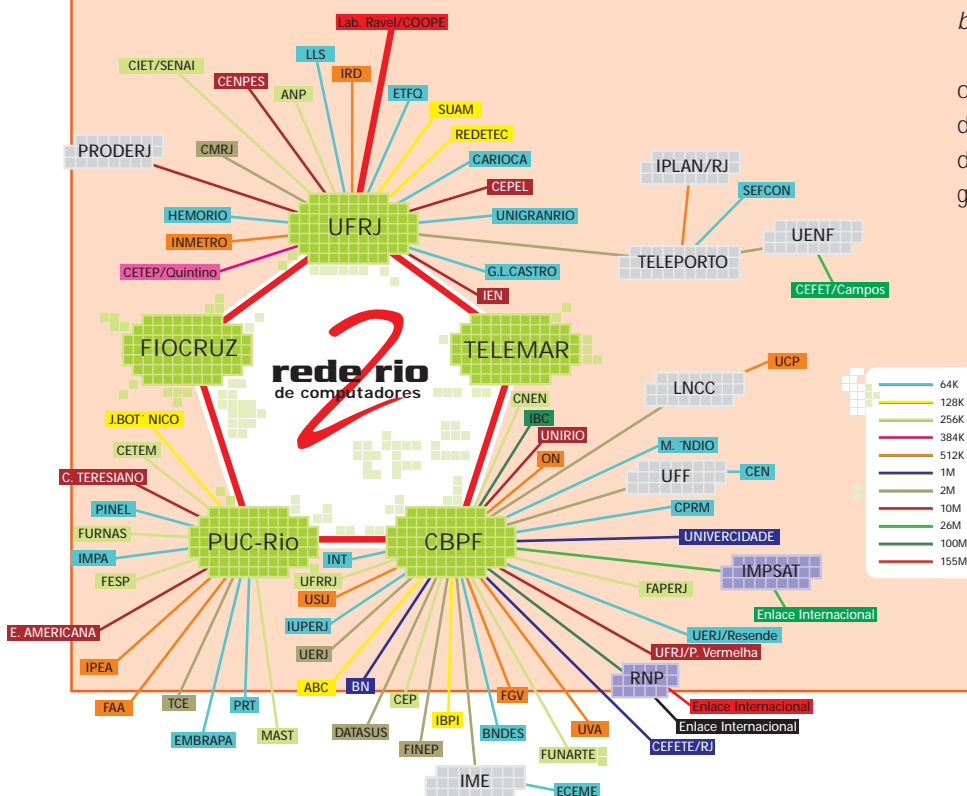 Lab. Ravel/COOPE
LLS
CIET/SENAI
IRD
CENPES
ANP
ETFQ
SUAM
REDETEC
PRODERJ
CMRJ
CARIOCA
IPLAN/RJ
CEPEL
SEFCON
HEMORIO
UFRJ
UNIGRANRIO
INMETRO
UENF
CETEP/Quintino
G.L.CASTRO
TELEPORTO
IEN
CEFET/Campos
FIOCRUZ
TELEMAR
2
rede rio
de computadores
UCP
LNCC
64K
128K
256K
384K
512K
1M
2M
10M
26M
100M
155M
CNEN
IBC
UNIRIO
ON
J.BOT´ NICO
CETEM
C. TERESIANO
PINEL
FURNAS
IMPA
FESP
PUC-Rio
CBPF
INT
M. ´NDIO
UFF
CEN
CPRM
UNIVERCIDADE
IMPSAT
FAPERJ
Enlace Internacional
UFRRJ
USU
IUPERJ
UERJ
E. AMERICANA
UERJ/Resende
UFRJ/P. Vermelha
IPEA
RNP
Enlace Internacional
Enlace Internacional
CEFETE/RJ
FAA
TCE
EMBRAPA
PRT
MAST
ABC
BN
DATASUS
CEP
FINEP
IBPI
BNDES
FGV
FUNARTE
UVA
IME
ECEME
b
o
d
d
g